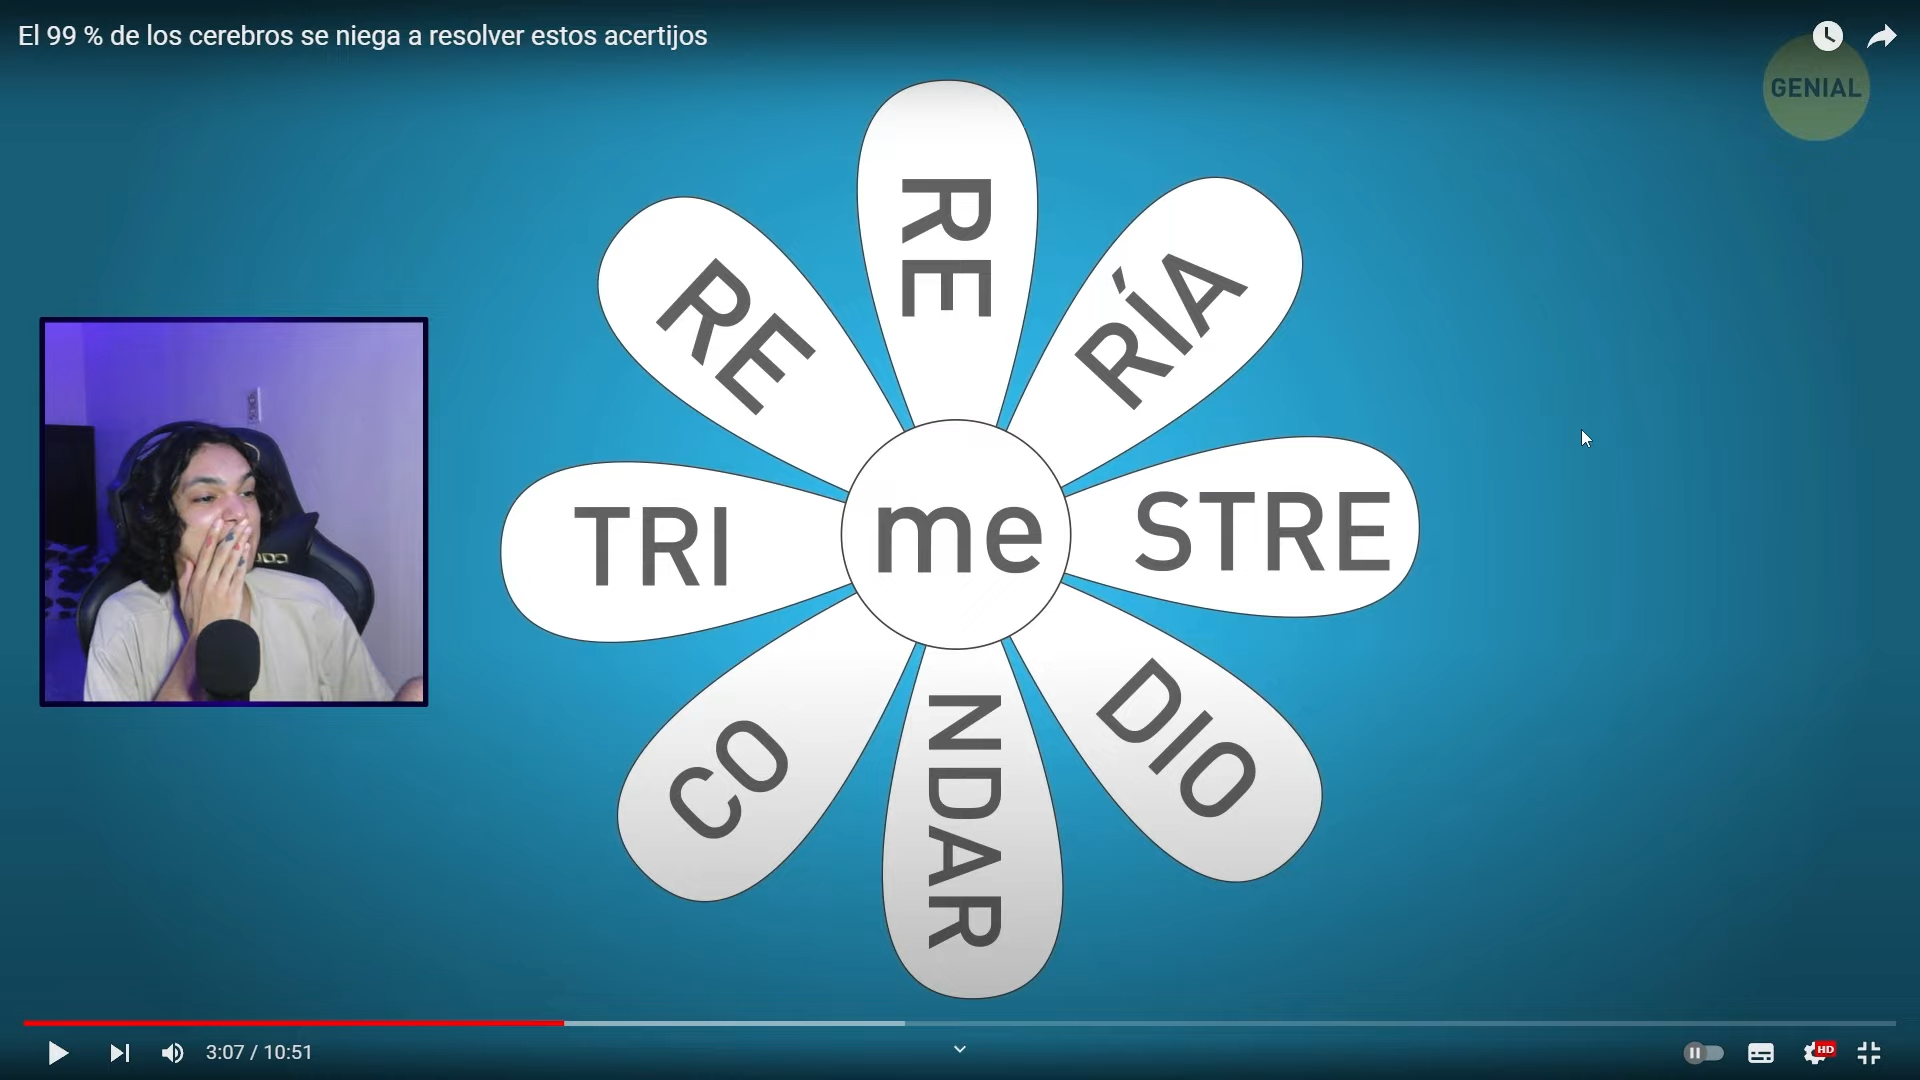 El 99 % de los cerebros se niega a resolver estos acertijos
GENIAL
RE
RÍA
RE
STRE
TRI
me
DIO
CO
NDAR
3:07 / 10:51
HD